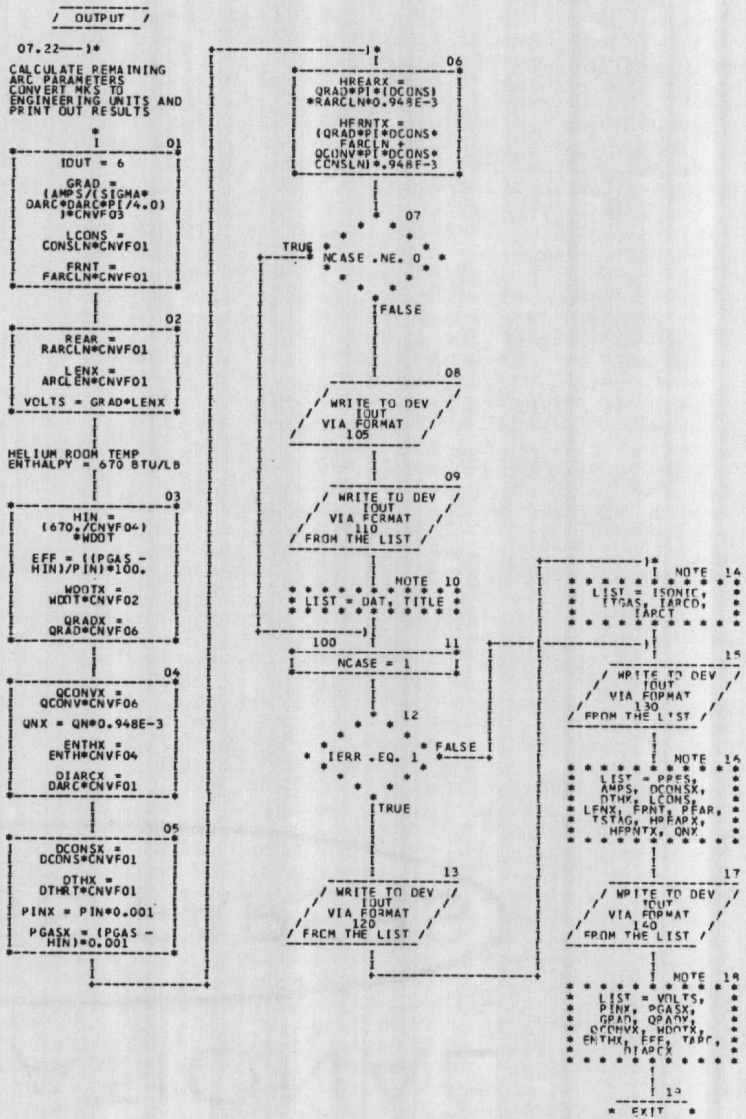 / OUTPUT /
07.22---)*
CALCULATE REMAINING
ARC PARAMETERS
CONVERT MKS TO
ENGINEERING UNITS AND
PRINT OUT RESULTS
01
IOUT = 6
GRAD =
(AMPS/(SIGMA*
DARC*DARC*PI/4.0)
)*CNVF03
LCONS =
CONSLN*CNVF01
FRNT =
FARCLN*CNVF01
02
REAR =
RARCLN*CNVF01
LENX =
ARCLEN*CNVF01
VOLTS = GRAD*LENX
HELIUM ROOM TEMP
ENTHALPY = 670 BTU/LB
03
HIN =
(670./CNVF04)
*WDOT
EFF = ((PGAS -
HIN)/PIN)*100.
WDOTX =
WDOT*CNVF02
QRADX =
QRAD*CNVF06
04
QCONVX =
QCONV*CNVF06
QNX = QN*0.948E-3
ENTHX =
ENTH*CNVF04
DIARCX =
DARC*CNVF01
05
DCONSX =
DCONS*CNVF01
DTHX =
DTHRT*CNVF01
PINX = PIN*0.001
PGASX = (PGAS -
HIN)*0.001
06
HREARX =
QRAD*PI*(DCONS)
*RARCLN*0.948E-3
HFRNTX =
(QRAD*PI*DCONS*
FARCLN +
QCONV*PI*DCONS*
CONSLN)*.948E-3
07
TRUE
NCASE .NE. 0
FALSE
08
WRITE TO DEV
IOUT
VIA FORMAT
105
09
WRITE TO DEV
IOUT
VIA FORMAT
110
FROM THE LIST
NOTE 10
LIST = DAT, TITLE
100 11
NCASE = 1
12
IERR .EQ. 1
FALSE
TRUE
13
WRITE TO DEV
IOUT
VIA FORMAT
120
FROM THE LIST
NOTE 14
LIST = ISONIC,
ITGAS, IARCD,
IARCT
15
WRITE TO DEV
IOUT
VIA FORMAT
130
FROM THE LIST
NOTE 16
LIST = PRES,
AMPS, DCONSX,
DTHX, LCONS,
LENX, FRNT, REAR,
TSTAG, HREARX,
HFRNTX, QNX
17
WRITE TO DEV
IOUT
VIA FORMAT
140
FROM THE LIST
NOTE 18
LIST = VOLTS,
PINX, PGASX,
GRAD, QRADX,
QCONVX, WDOTX,
ENTHX, EFF, TARC,
DIARCX
19
* EXIT *